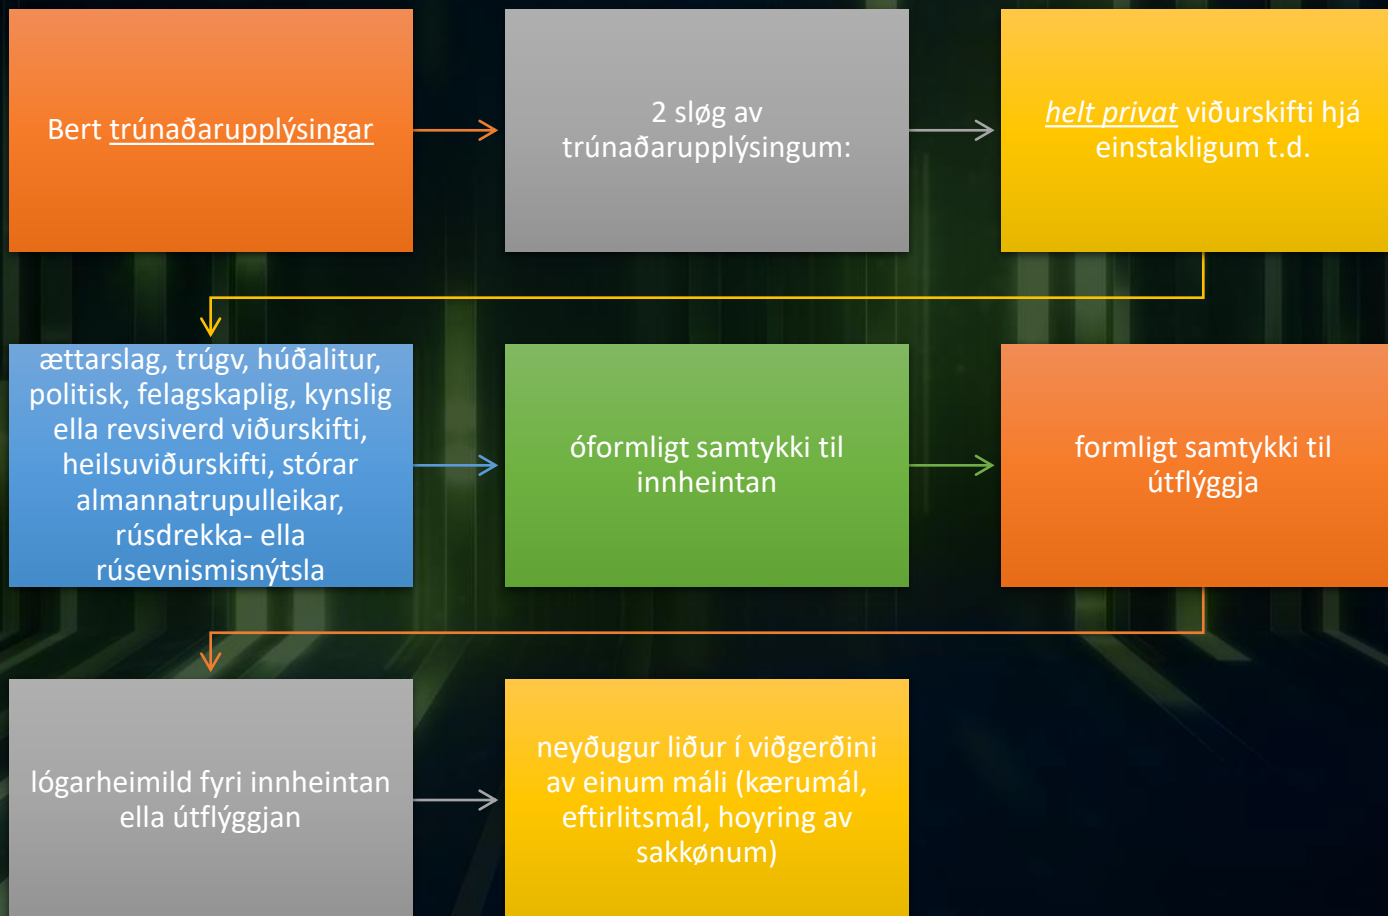 Bert trúnaðarupplýsingar
2 sløg av
trúnaðarupplýsingum:
helt privat viðurskifti hjá
einstakligum t.d.
ættarslag, trúgv, húðalitur,
politisk, felagskaplig, kynslig
ella revsiverd viðurskifti,
heilsuviðurskifti, stórar
almannatrupulleikar,
rúsdrekka- ella
rúsevnismisnýtsla
óformligt samtykki til
innheintan
formligt samtykki til
útflýggja
lógarheimild fyri innheintan
ella útflýggjan
neyðugur liður í viðgerðini
av einum máli (kærumál,
eftirlitsmál, hoyring av
sakkønum)